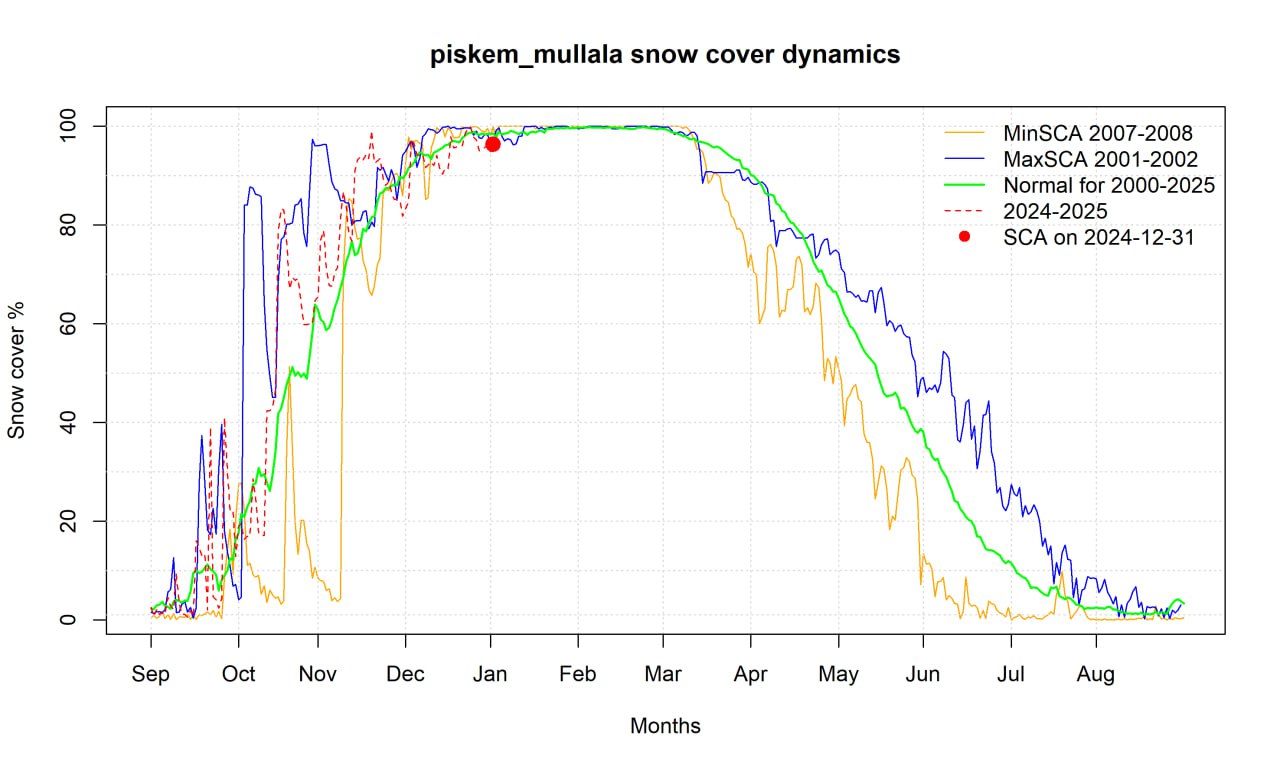 piskem_mullala snow cover dynamics
MinSCA 2007-2008
MaxSCA 2001-2002
Normal for 2000-2025
2024-2025
SCA on 2024-12-31
Snow cover %
100
80
60
40
20
0
Sep Oct Nov Dec Jan Feb Mar Apr May Jun Jul Aug
Months